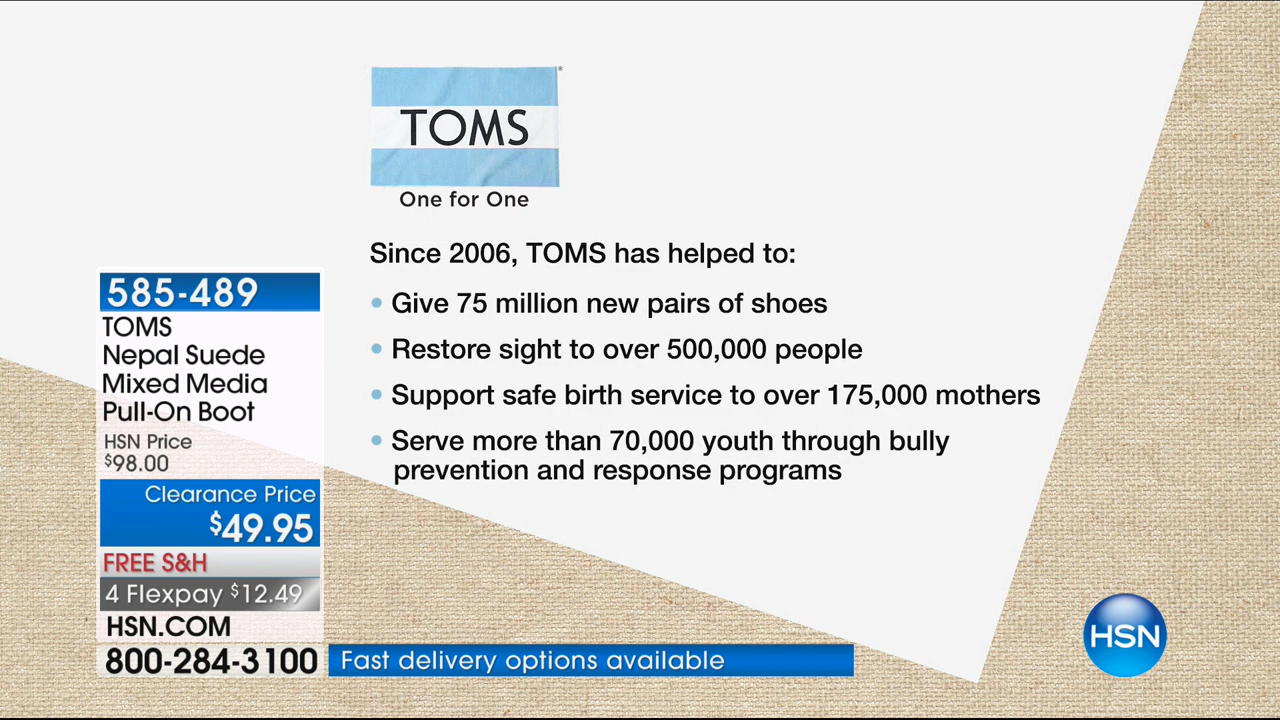 TOMS
One for One
Since 2006, TOMS has helped to:
• Give 75 million new pairs of shoes
• Restore sight to over 500,000 people
• Support safe birth service to over 175,000 mothers
• Serve more than 70,000 youth through bully
prevention and response programs
585-489
TOMS
Nepal Suede
Mixed Media
Pull-On Boot
HSN Price
$98.00
Clearance Price
$49.95
FREE S&H
4 Flexpay $12.49
HSN.COM
800-284-3100
Fast delivery options available
HSN